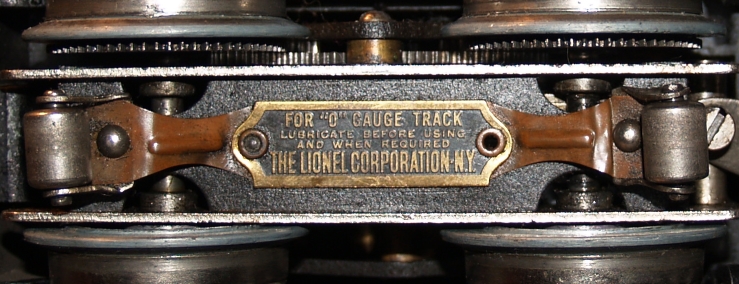 FOR "O" GAUGE TRACK
LUBRICATE BEFORE USING
AND WHEN REQUIRED
THE LIONEL CORPORATION-N.Y.